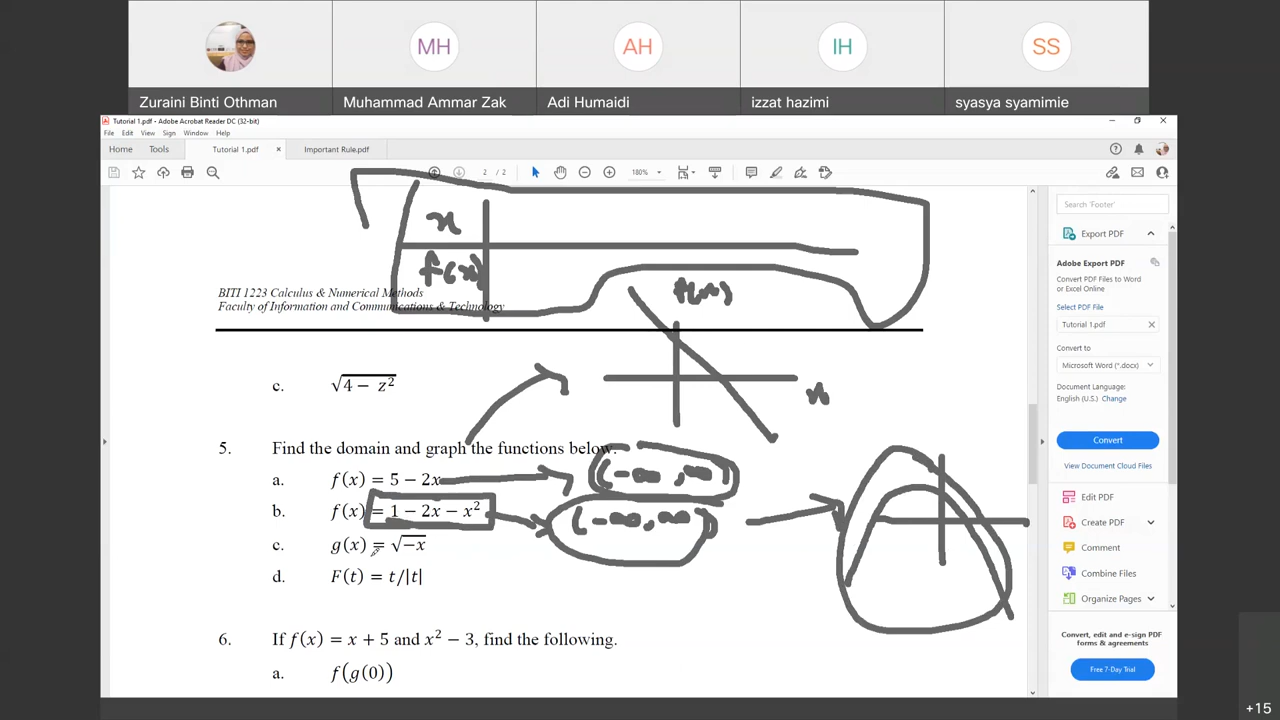 MH
AH
IH
SS
Zuraini Binti Othman
Muhammad Ammar Zak
Adi Humaidi
izzat hazimi
syasya syamimie
Tutorial 1.pdf - Adobe Acrobat Reader DC (32-bit)
File Edit View Sign Window Help
Home Tools Tutorial 1.pdf × Important Rule.pdf
2 / 2 180%
x
f(x)
BITI 1223 Calculus & Numerical Methods
Faculty of Information and Communications & Technology
f(x)
x
c. √4 − z²
5. Find the domain and graph the functions below.
a. f(x) = 5 − 2x (-∞, ∞)
b. f(x) = 1 − 2x − x² (-∞, ∞)
c. g(x) = √−x
d. F(t) = t/|t|
6. If f(x) = x + 5 and x² − 3, find the following.
a. f(g(0))
Search 'Footer'
Export PDF
Adobe Export PDF
Convert PDF Files to Word
or Excel Online
Select PDF File
Tutorial 1.pdf ×
Convert to
Microsoft Word (*.docx)
Document Language:
English (U.S.) Change
Convert
View Document Cloud Files
Edit PDF
Create PDF
Comment
Combine Files
Organize Pages
Convert, edit and e-sign PDF
forms & agreements
Free 7-Day Trial
+15